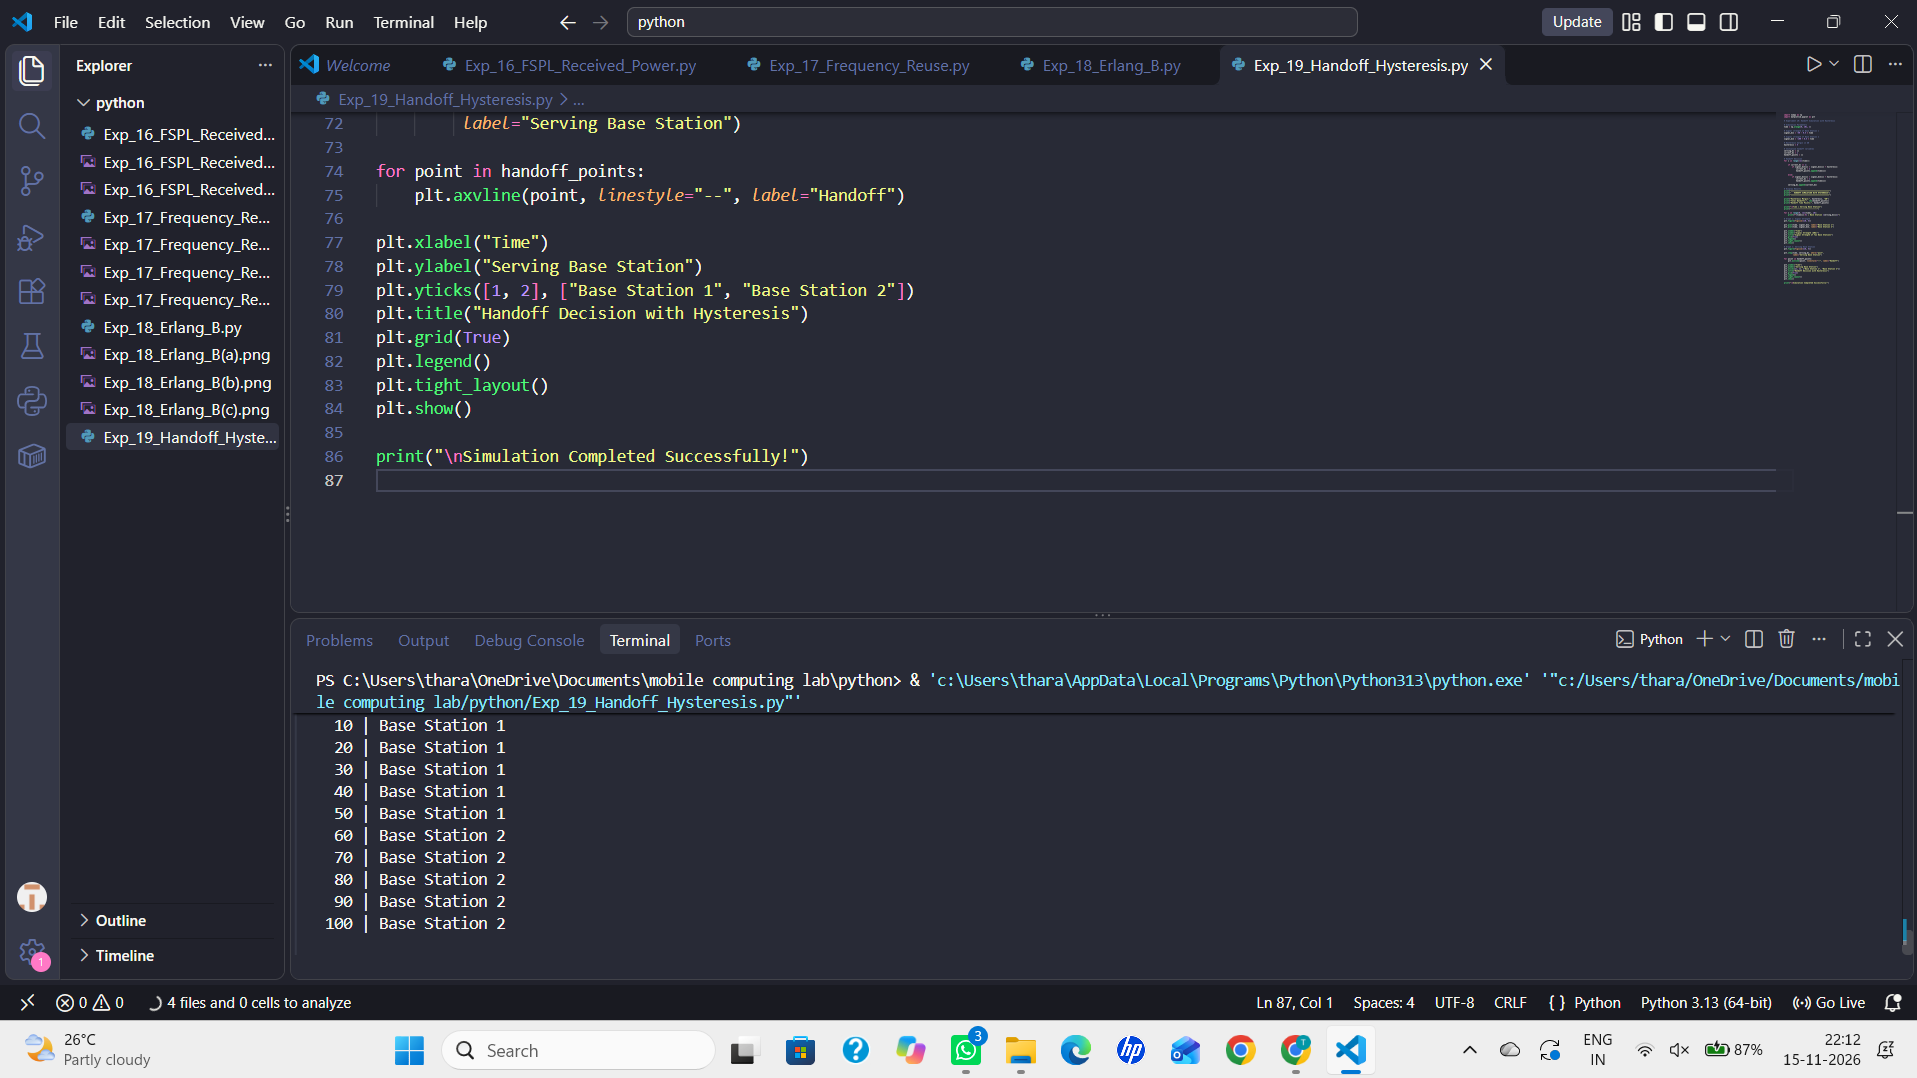 File Edit Selection View Go Run Terminal Help
python
Update
Explorer
python
Exp_16_FSPL_Received...
Exp_16_FSPL_Received...
Exp_16_FSPL_Received...
Exp_17_Frequency_Re...
Exp_17_Frequency_Re...
Exp_17_Frequency_Re...
Exp_17_Frequency_Re...
Exp_18_Erlang_B.py
Exp_18_Erlang_B(a).png
Exp_18_Erlang_B(b).png
Exp_18_Erlang_B(c).png
Exp_19_Handoff_Hyste...
Outline
Timeline
1
Welcome Exp_16_FSPL_Received_Power.py Exp_17_Frequency_Reuse.py Exp_18_Erlang_B.py Exp_19_Handoff_Hysteresis.py
Exp_19_Handoff_Hysteresis.py > ...
72 label="Serving Base Station")
73
74 for point in handoff_points:
75 plt.axvline(point, linestyle="--", label="Handoff")
76
77 plt.xlabel("Time")
78 plt.ylabel("Serving Base Station")
79 plt.yticks([1, 2], ["Base Station 1", "Base Station 2"])
80 plt.title("Handoff Decision with Hysteresis")
81 plt.grid(True)
82 plt.legend()
83 plt.tight_layout()
84 plt.show()
85
86 print("\nSimulation Completed Successfully!")
87
Problems Output Debug Console Terminal Ports
Python
PS C:\Users\thara\OneDrive\Documents\mobile computing lab\python> & 'c:\Users\thara\AppData\Local\Programs\Python\Python313\python.exe' '"c:/Users/thara/OneDrive/Documents/mobi
le computing lab/python/Exp_19_Handoff_Hysteresis.py"'
10 | Base Station 1
20 | Base Station 1
30 | Base Station 1
40 | Base Station 1
50 | Base Station 1
60 | Base Station 2
70 | Base Station 2
80 | Base Station 2
90 | Base Station 2
100 | Base Station 2
0 0 4 files and 0 cells to analyze
Ln 87, Col 1 Spaces: 4 UTF-8 CRLF {} Python Python 3.13 (64-bit) Go Live
26°C
Partly cloudy
Search
3
hp
T
ENG
IN
87%
22:12
15-11-2026